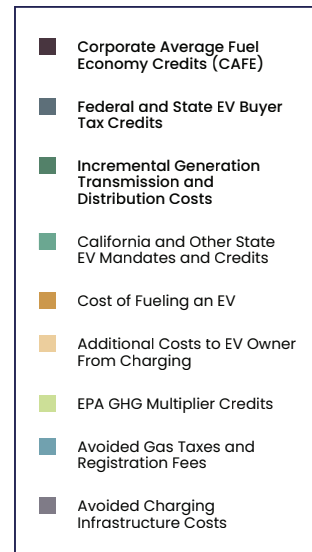 Corporate Average Fuel
Economy Credits (CAFE)
Federal and State EV Buyer
Tax Credits
Incremental Generation
Transmission and
Distribution Costs
California and Other State
EV Mandates and Credits
Cost of Fueling an EV
Additional Costs to EV Owner
From Charging
EPA GHG Multiplier Credits
Avoided Gas Taxes and
Registration Fees
Avoided Charging
Infrastructure Costs